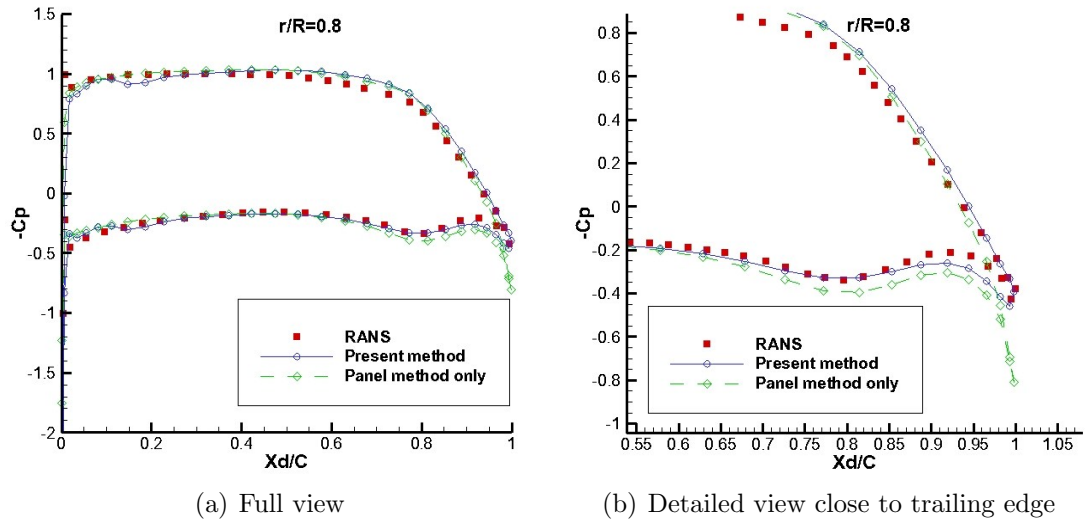 r/R=0.8
1.5
1
0.5
0
-0.5
-1
-1.5
-2
-Cp
0 0.2 0.4 0.6 0.8 1
Xd/C
RANS
Present method
Panel method only
(a) Full view
r/R=0.8
0.8
0.6
0.4
0.2
0
-0.2
-0.4
-0.6
-0.8
-1
-Cp
0.55 0.6 0.65 0.7 0.75 0.8 0.85 0.9 0.95 1 1.05
Xd/C
RANS
Present method
Panel method only
(b) Detailed view close to trailing edge